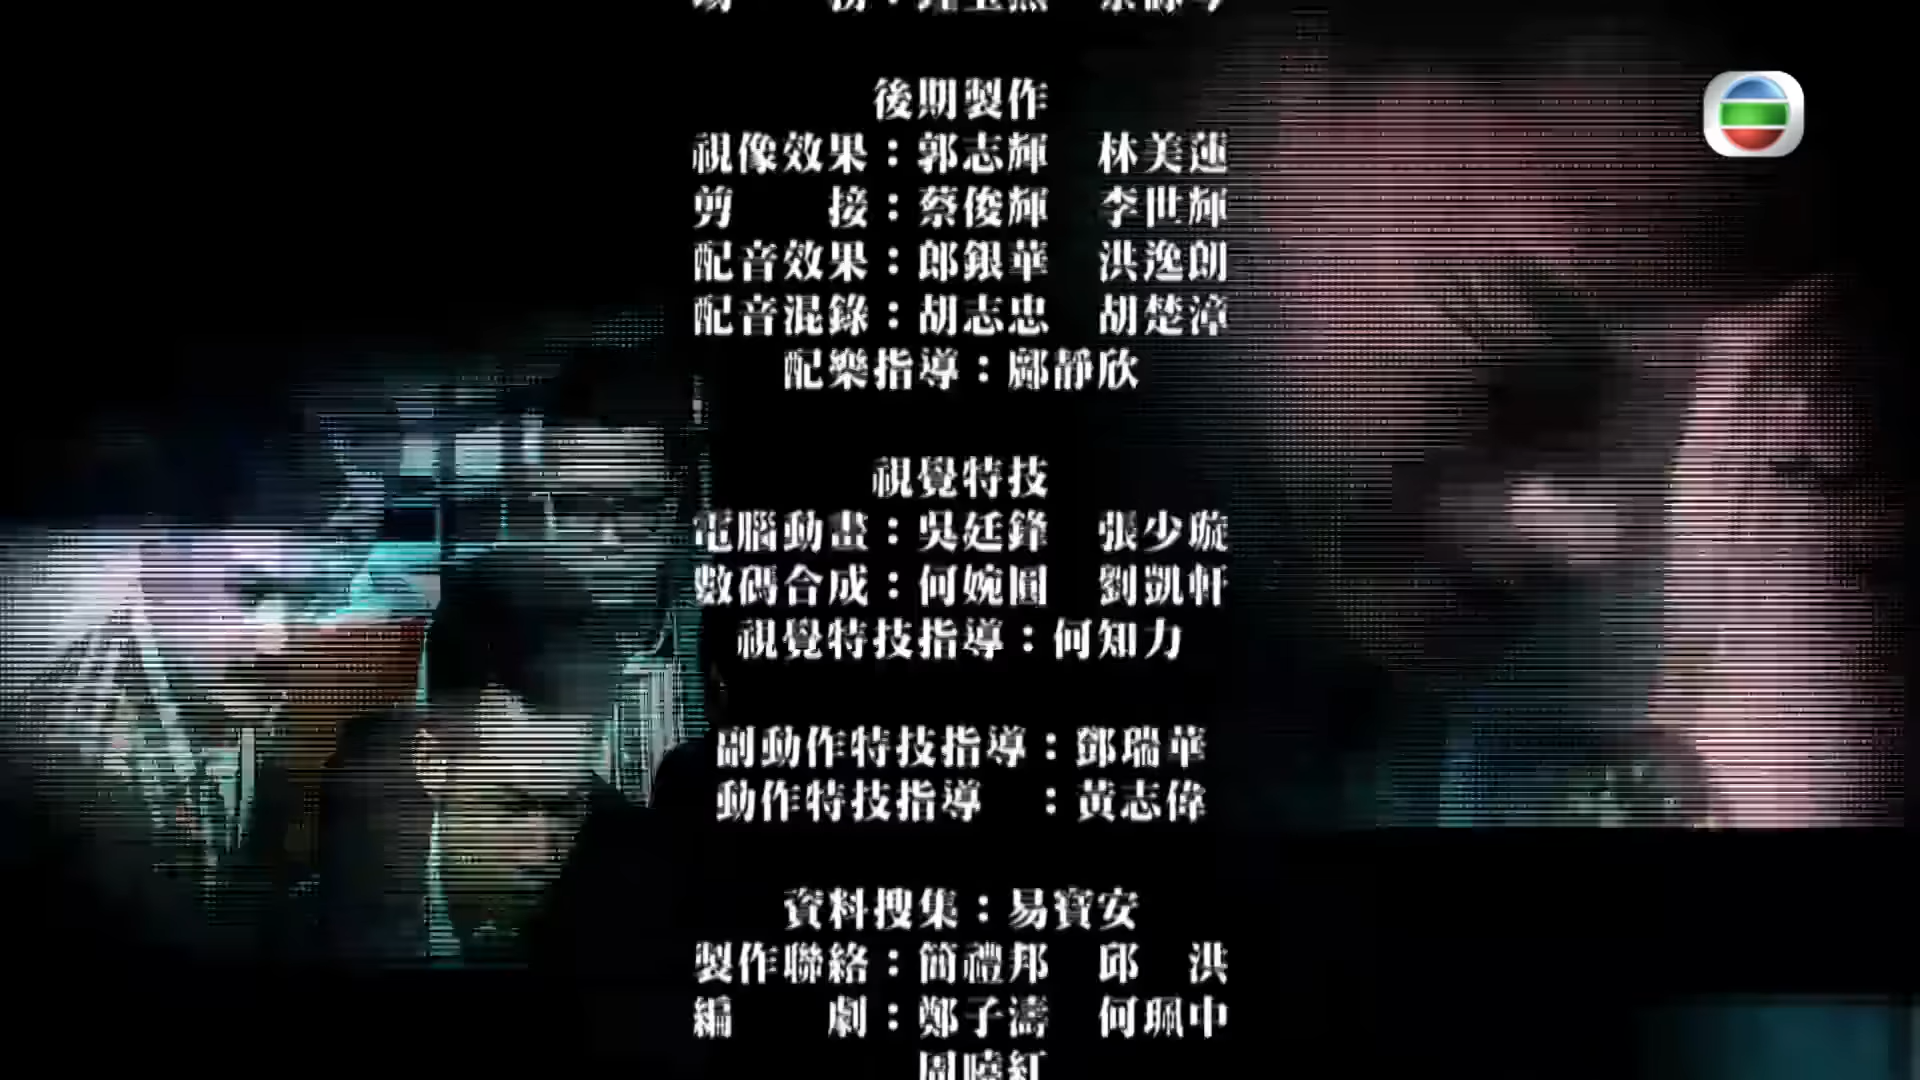 後期製作
視像效果：郭志輝　林美蓮
剪　　接：蔡俊輝　李世輝
配音效果：郎銀華　洪逸朗
配音混錄：胡志忠　胡楚漳
配樂指導：鄺靜欣
視覺特技
電腦動畫：吳廷鋒　張少璇
數碼合成：何婉圓　劉凱軒
視覺特技指導：何知力
副動作特技指導：鄧瑞華
動作特技指導　：黃志偉
資料搜集：易寶安
製作聯絡：簡禮邦　邱　洪
編　　劇：鄭子濤　何珮中